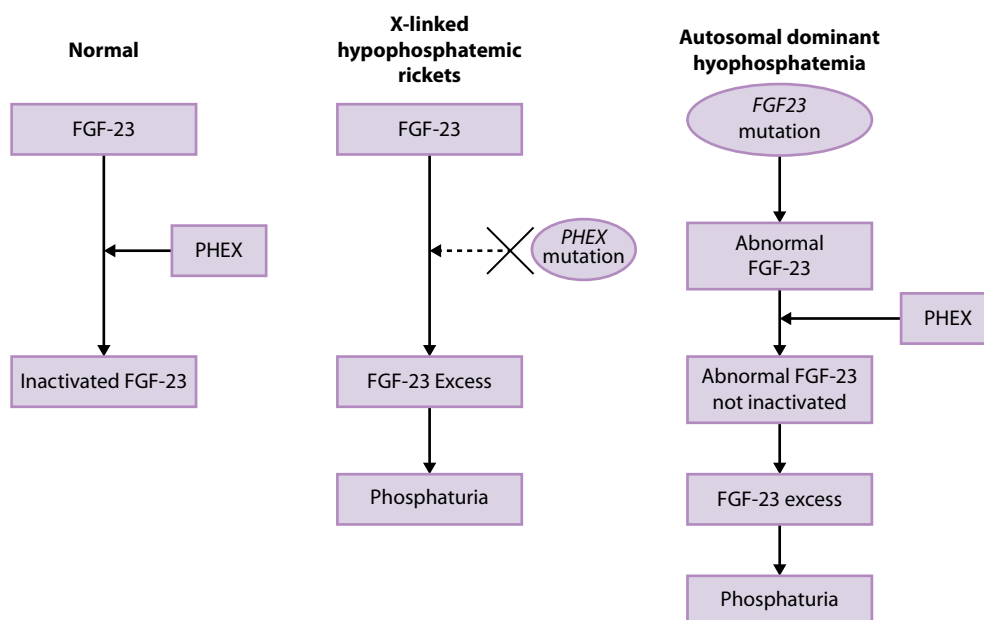 Normal
FGF-23
PHEX
Inactivated FGF-23
X-linked
hypophosphatemic
rickets
FGF-23
PHEX
mutation
FGF-23 Excess
Phosphaturia
Autosomal dominant
hyophosphatemia
FGF23
mutation
Abnormal
FGF-23
PHEX
Abnormal FGF-23
not inactivated
FGF-23 excess
Phosphaturia